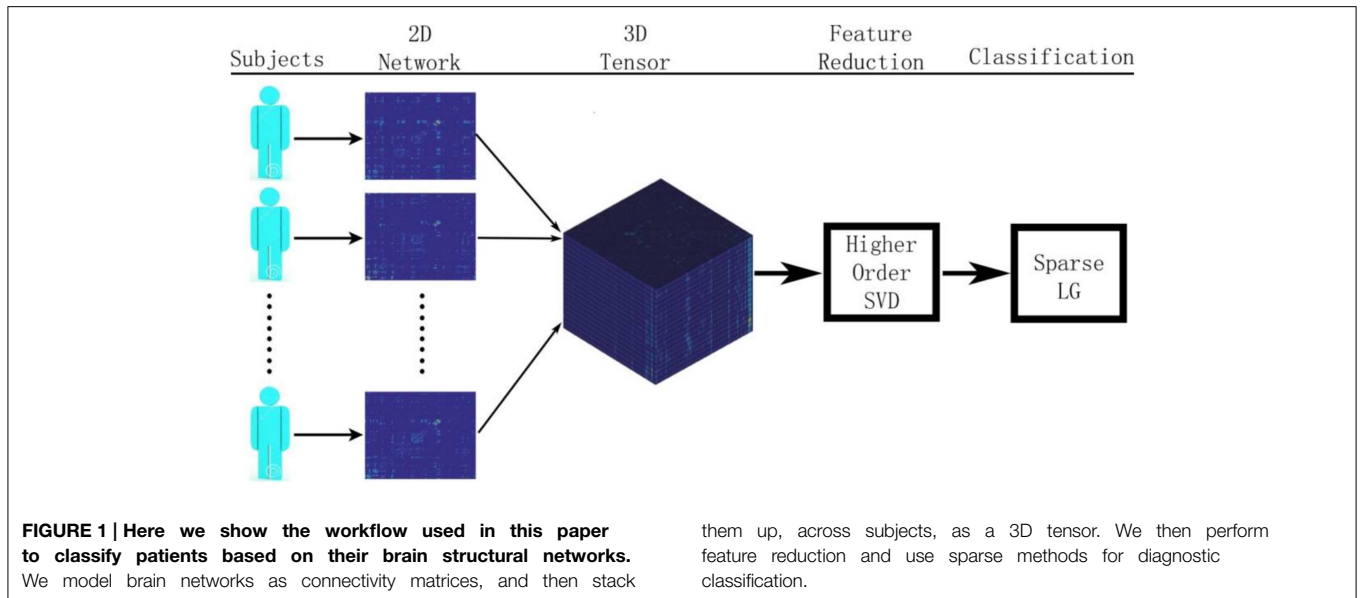 Subjects
2D
Network
3D
Tensor
Feature
Reduction
Classification
Higher
Order
SVD
Sparse
LG
FIGURE 1 | Here we show the workflow used in this paper
to classify patients based on their brain structural networks.
We model brain networks as connectivity matrices, and then stack
them up, across subjects, as a 3D tensor. We then perform
feature reduction and use sparse methods for diagnostic
classification.